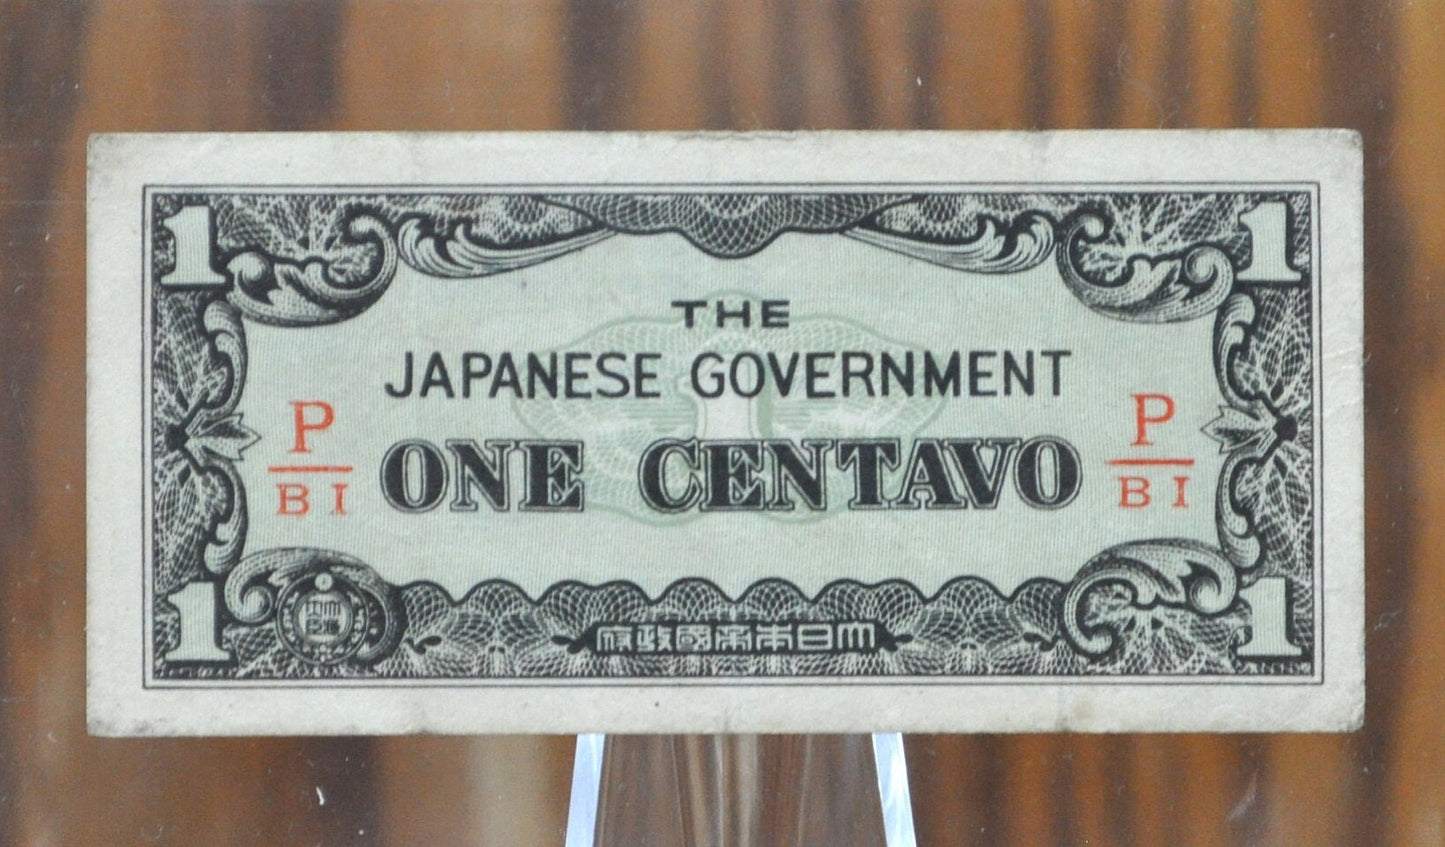 1 1
THE
JAPANESE GOVERNMENT
P P
BI BI
ONE CENTAVO
1 1
府政國帝本日大